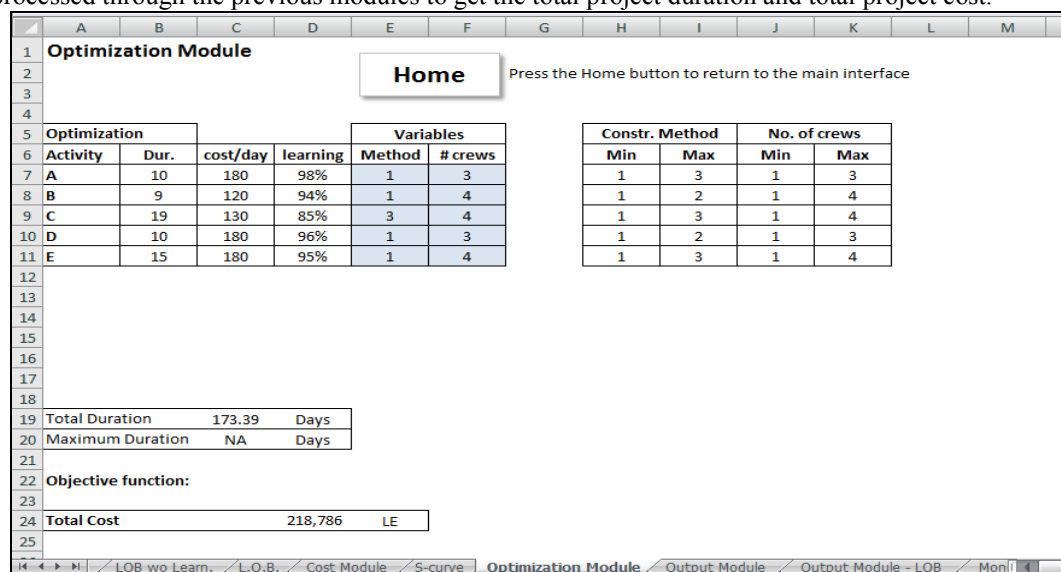 processed through the previous modules to get the total project duration and total project cost.
A B C D E F G H I J K L M
1 Optimization Module
2 Home Press the Home button to return to the main interface
3
4
5 Optimization Variables Constr. Method No. of crews
6 Activity Dur. cost/day learning Method # crews Min Max Min Max
7 A 10 180 98% 1 3 1 3 1 3
8 B 9 120 94% 1 4 1 2 1 4
9 C 19 130 85% 3 4 1 3 1 4
10 D 10 180 96% 1 3 1 2 1 3
11 E 15 180 95% 1 4 1 3 1 4
12
13
14
15
16
17
18
19 Total Duration 173.39 Days
20 Maximum Duration NA Days
21
22 Objective function:
23
24 Total Cost 218,786 LE
25
LOB wo Learn. L.O.B. Cost Module S-curve Optimization Module Output Module Output Module - LOB Mon